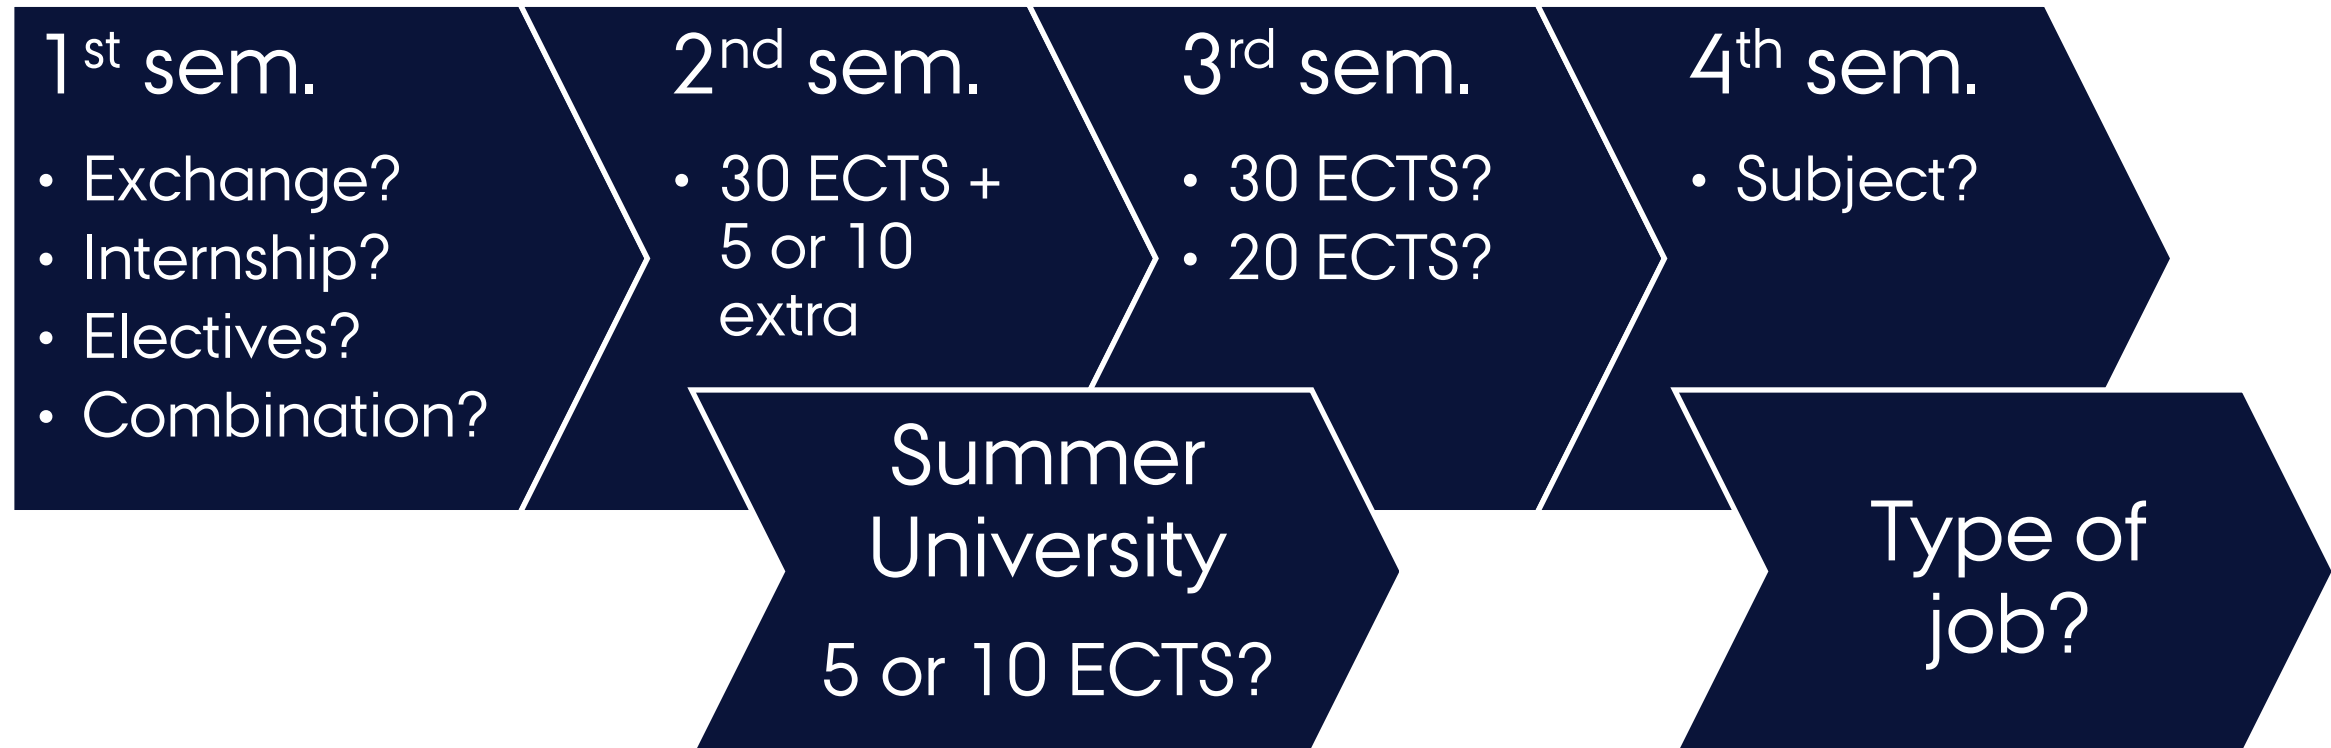 1st sem.
• Exchange?
• Internship?
• Electives?
• Combination?
2nd sem.
• 30 ECTS +
5 or 10
extra
3rd sem.
• 30 ECTS?
• 20 ECTS?
4th sem.
• Subject?
Summer
University
5 or 10 ECTS?
Type of
job?